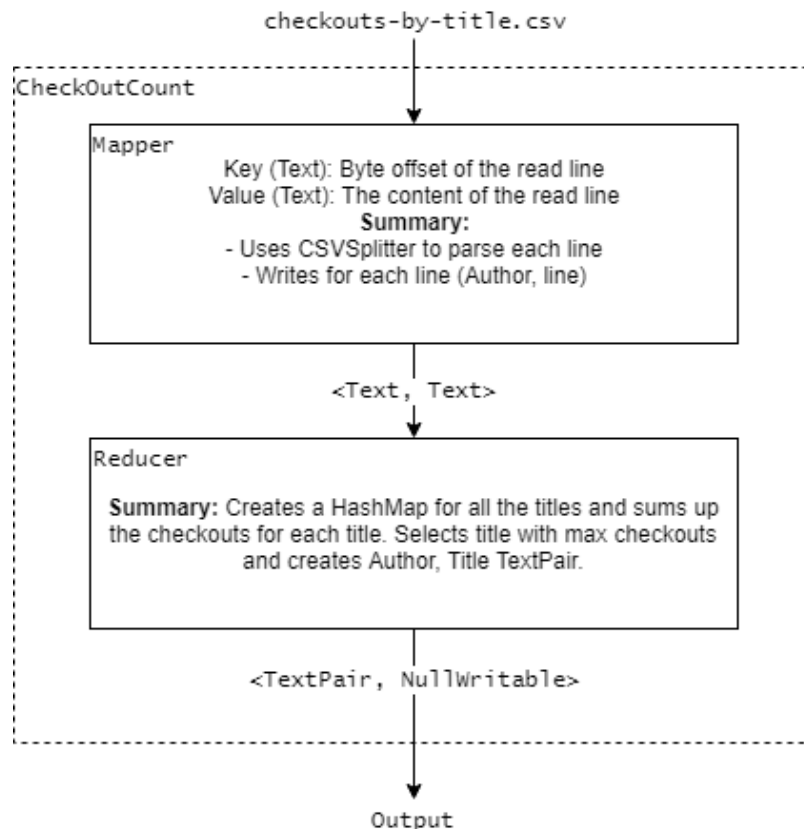 checkouts-by-title.csv
CheckOutCount
Mapper
Key (Text): Byte offset of the read line
Value (Text): The content of the read line
Summary:
- Uses CSVSplitter to parse each line
- Writes for each line (Author, line)
<Text, Text>
Reducer
Summary: Creates a HashMap for all the titles and sums up
the checkouts for each title. Selects title with max checkouts
and creates Author, Title TextPair.
<TextPair, NullWritable>
Output